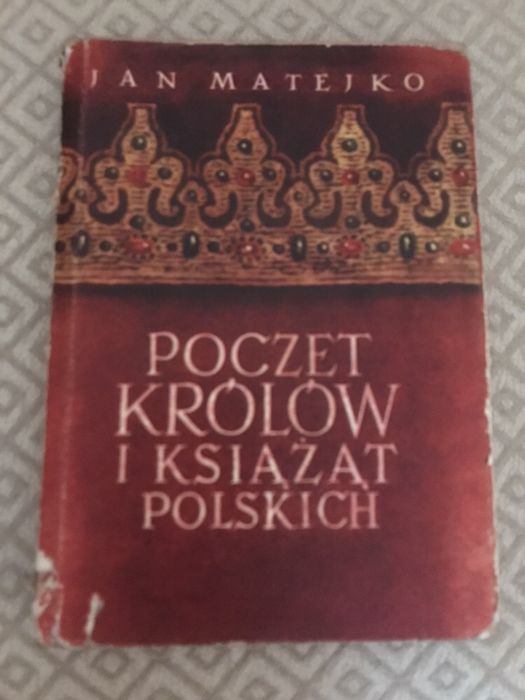 JAN MATEJKO
POCZET
KRÓLÓW
I KSIĄŻĄT
POLSKICH